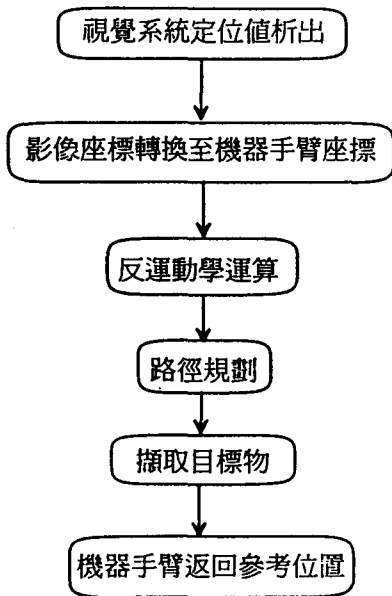 視覺系統定位值析出
影像座標轉換至機器手臂座摽
反運動學運算
路徑規劃
擷取目標物
機器手臂返回參考位置